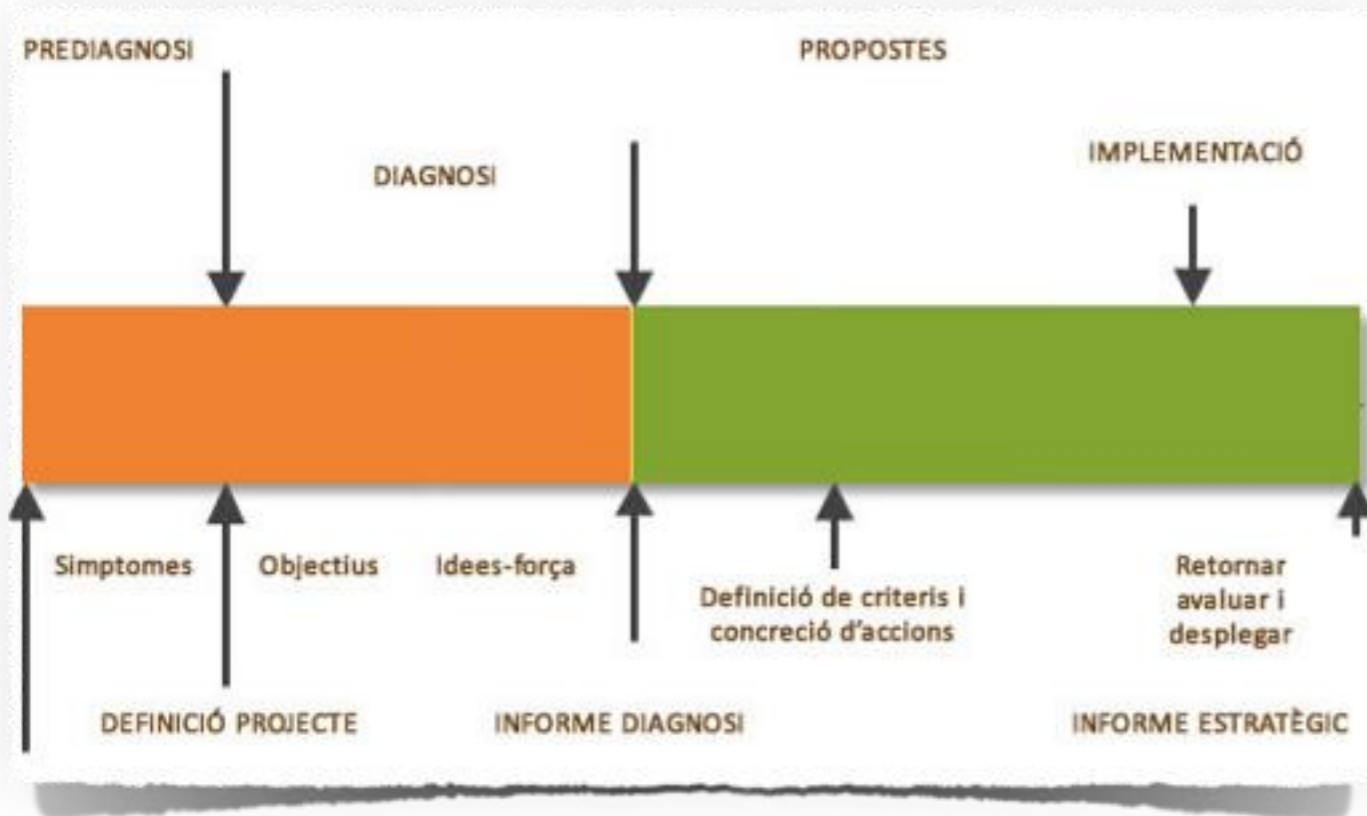 PREDIAGNOSI
PROPOSTES
IMPLEMENTACIÓ
DIAGNOSI
Simptomes
Objectius
Idees-força
Definició de criteris i
concreció d'accions
Retornar
avaluar i
desplegar
DEFINICIÓ PROJECTE
INFORME DIAGNOSI
INFORME ESTRATÈGIC